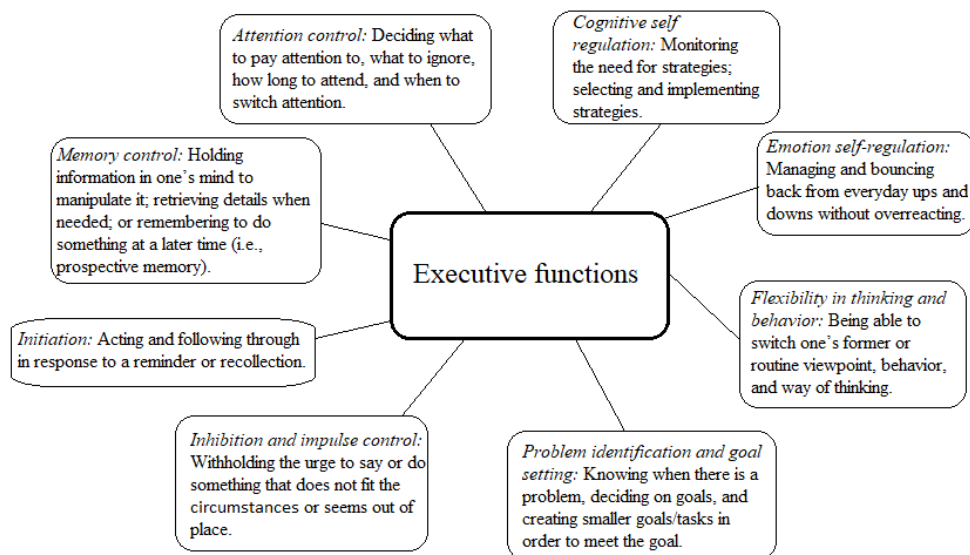 Attention control: Deciding what
to pay attention to, what to ignore,
how long to attend, and when to
switch attention.
Cognitive self
regulation: Monitoring
the need for strategies;
selecting and implementing
strategies.
Memory control: Holding
information in one's mind to
manipulate it; retrieving details when
needed; or remembering to do
something at a later time (i.e.,
prospective memory).
Emotion self-regulation:
Managing and bouncing
back from everyday ups and
downs without overreacting.
Executive functions
Initiation: Acting and following through
in response to a reminder or recollection.
Flexibility in thinking and
behavior: Being able to
switch one's former or
routine viewpoint, behavior,
and way of thinking.
Inhibition and impulse control:
Withholding the urge to say or do
something that does not fit the
circumstances or seems out of
place.
Problem identification and goal
setting: Knowing when there is a
problem, deciding on goals, and
creating smaller goals/tasks in
order to meet the goal.